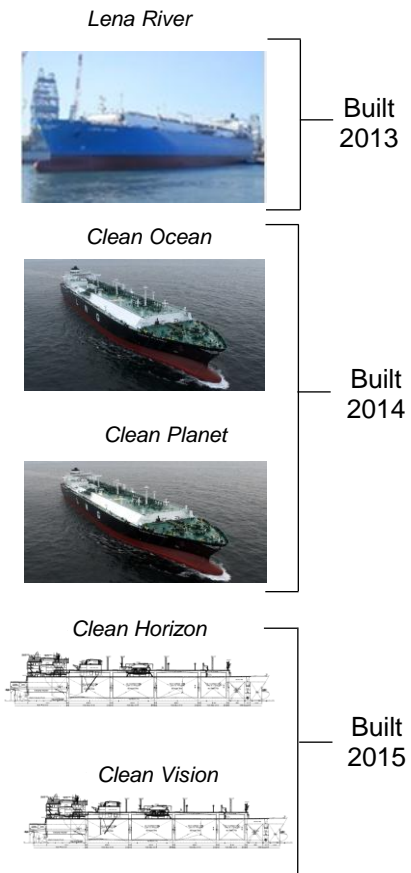 Lena River
Built
2013
Clean Ocean
Clean Planet
Built
2014
Clean Horizon
Clean Vision
Built
2015